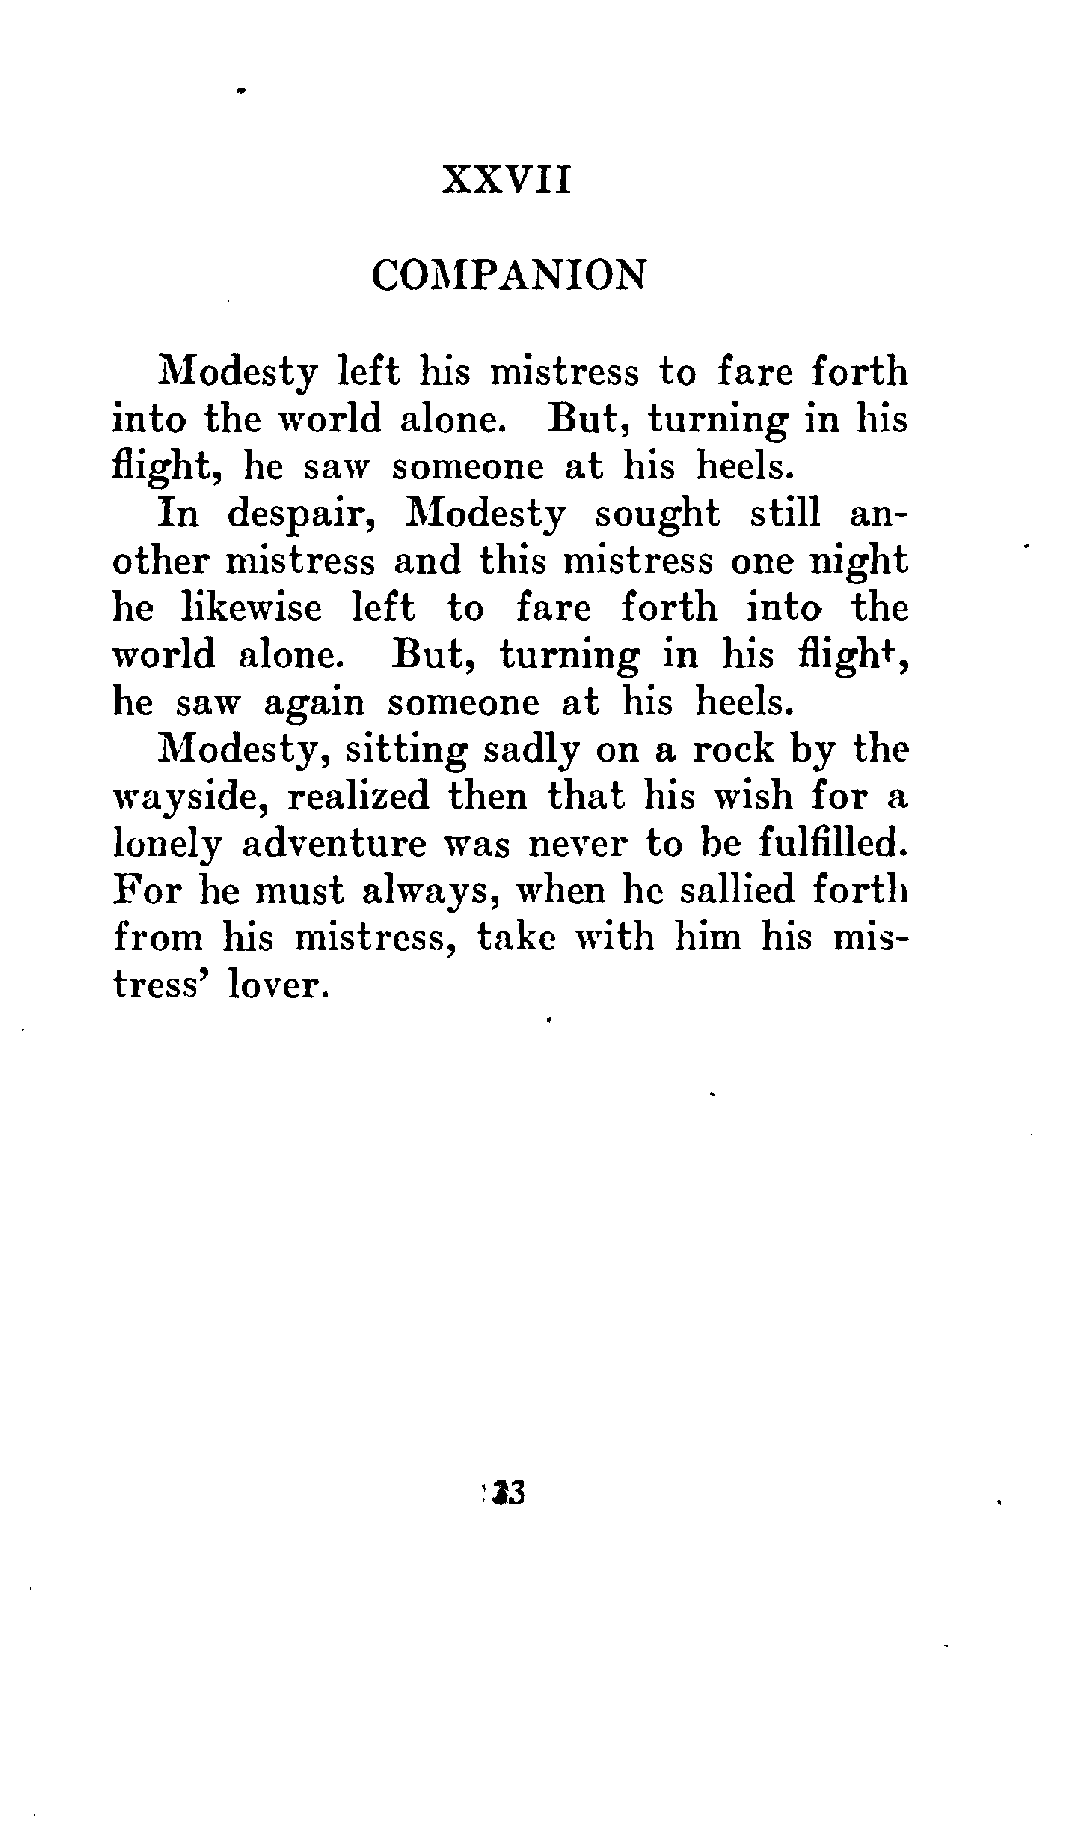 XXVII
COMPANION
Modesty left his mistress to fare forth
into the world alone. But, turning in his
flight, he saw someone at his heels.
In despair, Modesty sought still an-
other mistress and this mistress one night
he likewise left to fare forth into the
world alone. But, turning in his flight,
he saw again someone at his heels.
Modesty, sitting sadly on a rock by the
wayside, realized then that his wish for a
lonely adventure was never to be fulfilled.
For he must always, when he sallied forth
from his mistress, take with him his mis-
tress' lover.